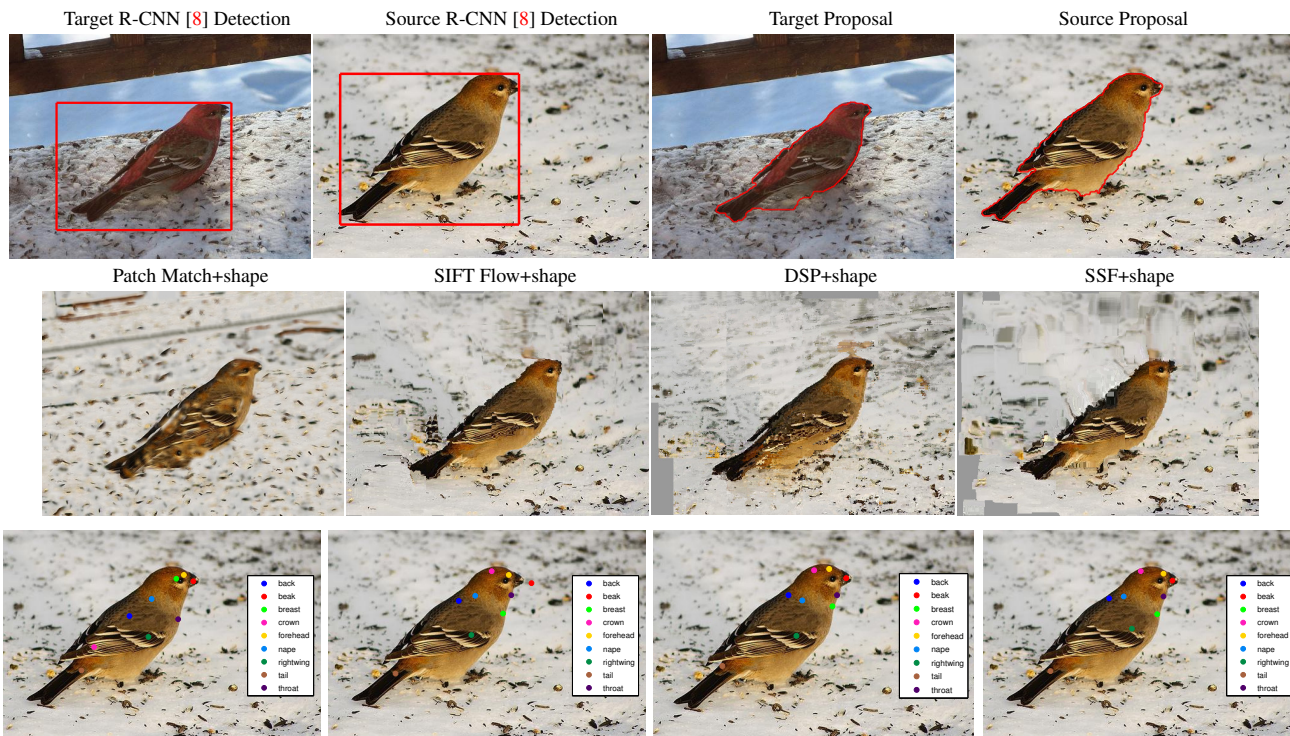 Target R-CNN [8] Detection
Source R-CNN [8] Detection
Target Proposal
Source Proposal
Patch Match+shape
SIFT Flow+shape
DSP+shape
SSF+shape
back
beak
breast
crown
forehead
nape
rightwing
tail
throat
back
beak
breast
crown
forehead
nape
rightwing
tail
throat
back
beak
breast
crown
forehead
nape
rightwing
tail
throat
back
beak
breast
crown
forehead
nape
rightwing
tail
throat